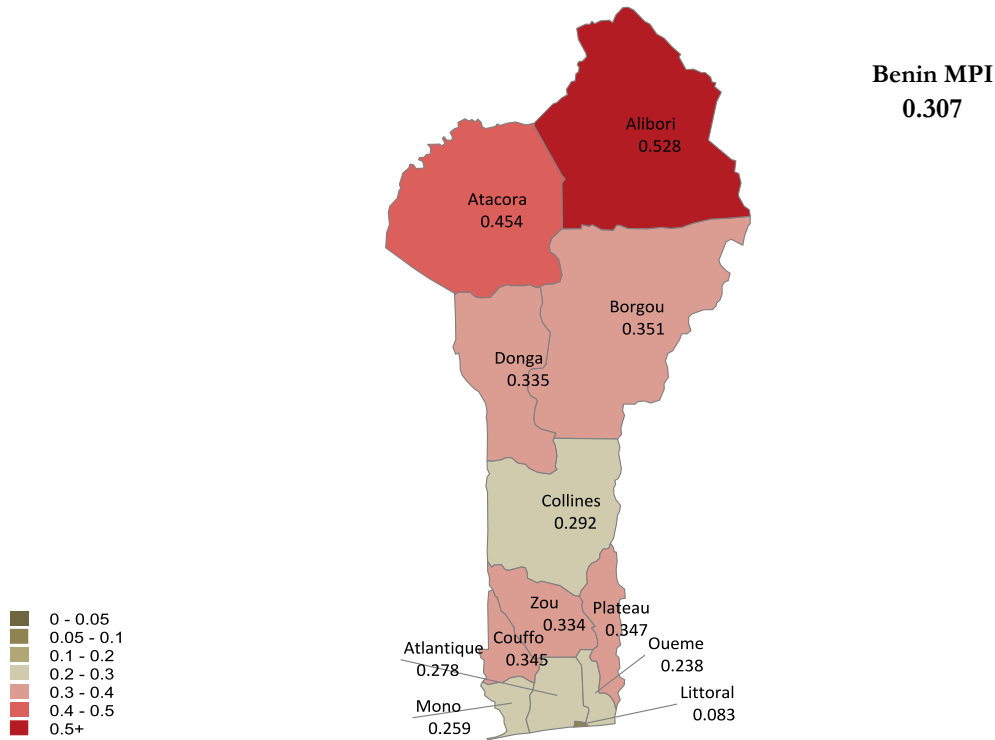 Benin MPI
0.307
Alibori
0.528
Atacora
0.454
Borgou
0.351
Donga
0.335
Collines
0.292
Zou
0.334
Plateau
0.347
Couffo
0.345
Atlantique
0.278
Oueme
0.238
Mono
0.259
Littoral
0.083
0 - 0.05
0.05 - 0.1
0.1 - 0.2
0.2 - 0.3
0.3 - 0.4
0.4 - 0.5
0.5+